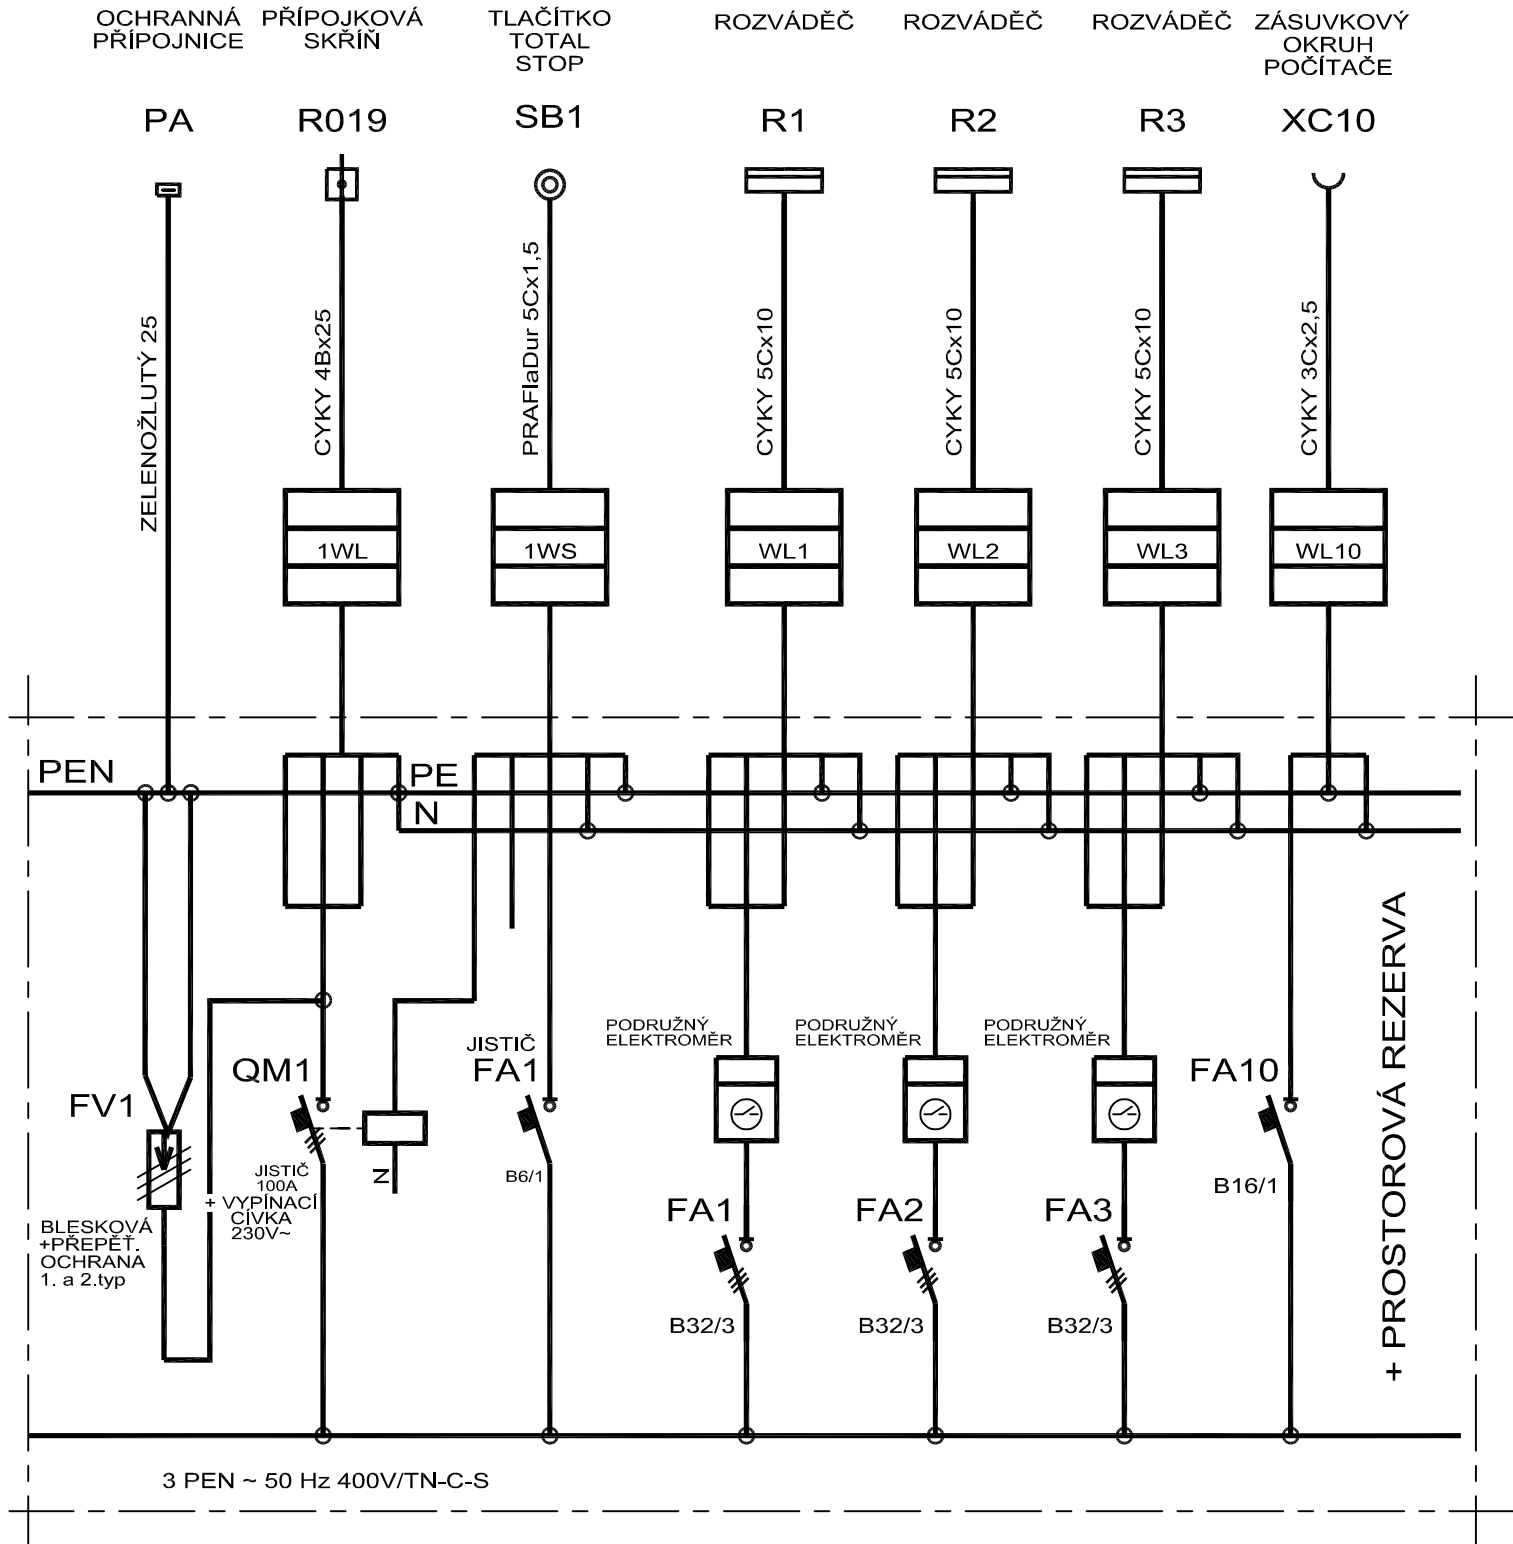 OCHRANNÁ
PŘÍPOJNICE
PŘÍPOJKOVÁ
SKŘÍŇ
TLAČÍTKO
TOTAL
STOP
ROZVÁDĚČ
ROZVÁDĚČ
ROZVÁDĚČ
ZÁSUVKOVÝ
OKRUH
POČÍTAČE
PA
R019
SB1
R1
R2
R3
XC10
ZELENOŽLUTÝ 25
CYKY 4Bx25
PRAFlaDur 5Cx1,5
CYKY 5Cx10
CYKY 5Cx10
CYKY 5Cx10
CYKY 3Cx2,5
1WL
1WS
WL1
WL2
WL3
WL10
PEN
PE
N
PODRUŽNÝ
ELEKTROMĚR
PODRUŽNÝ
ELEKTROMĚR
PODRUŽNÝ
ELEKTROMĚR
QM1
JISTIČ
FA1
FA10
FV1
JISTIČ
100A
+ VYPÍNACÍ
CÍVKA
230V~
N
B6/1
B16/1
BLESKOVÁ
+PŘEPĚŤ.
OCHRANA
1. a 2.typ
FA1
FA2
FA3
B32/3
B32/3
B32/3
+ PROSTOROVÁ REZERVA
3 PEN ~ 50 Hz 400V/TN-C-S